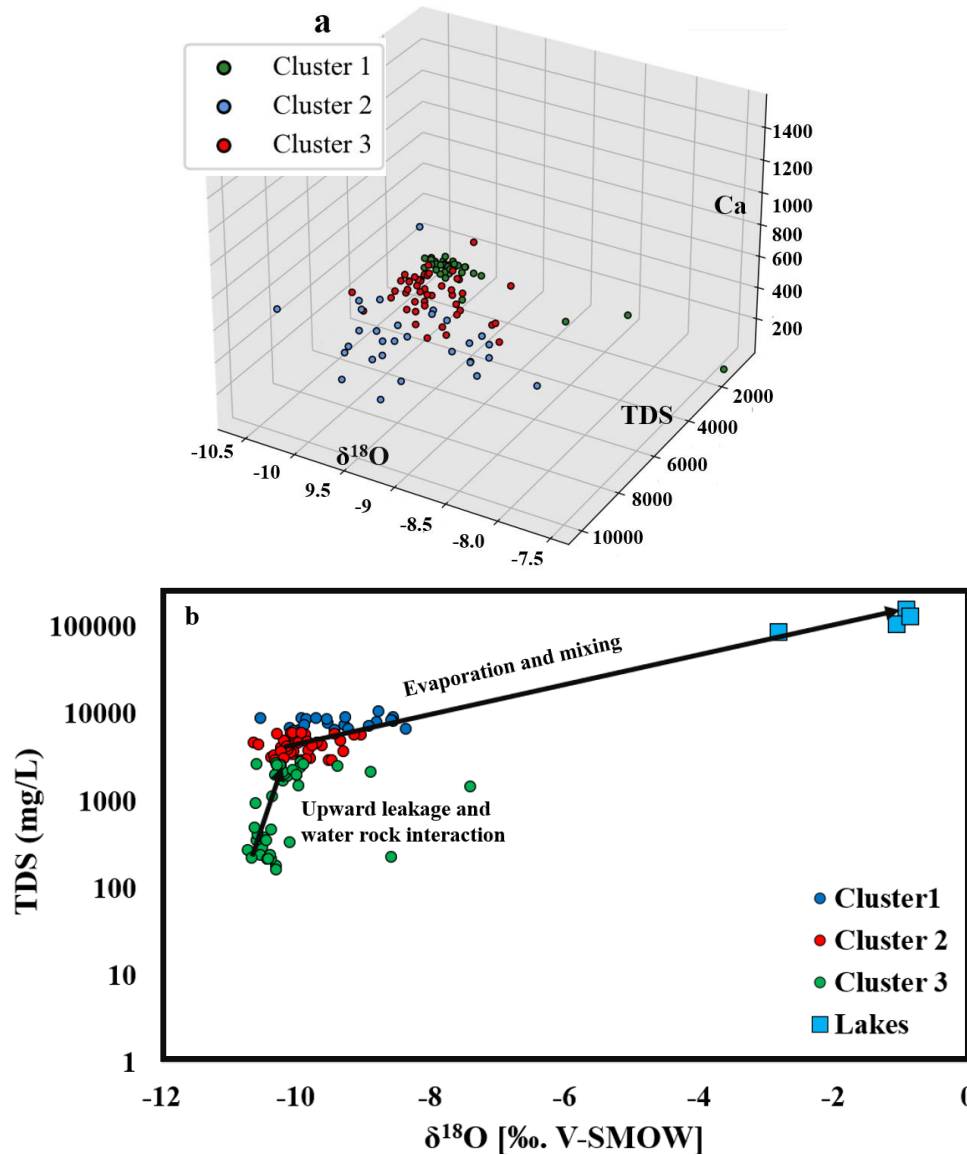 a
Cluster 1
Cluster 2
Cluster 3
1400
1200
1000
Ca
800
600
400
200
2000
TDS
4000
6000
8000
10000
δ¹⁸O
-10.5
-10
9.5
-9
-8.5
-8.0
-7.5
b
100000
10000
1000
100
10
1
TDS (mg/L)
Evaporation and mixing
Upward leakage and
water rock interaction
Cluster1
Cluster 2
Cluster 3
Lakes
-12
-10
-8
-6
-4
-2
0
δ¹⁸O [‰. V-SMOW]